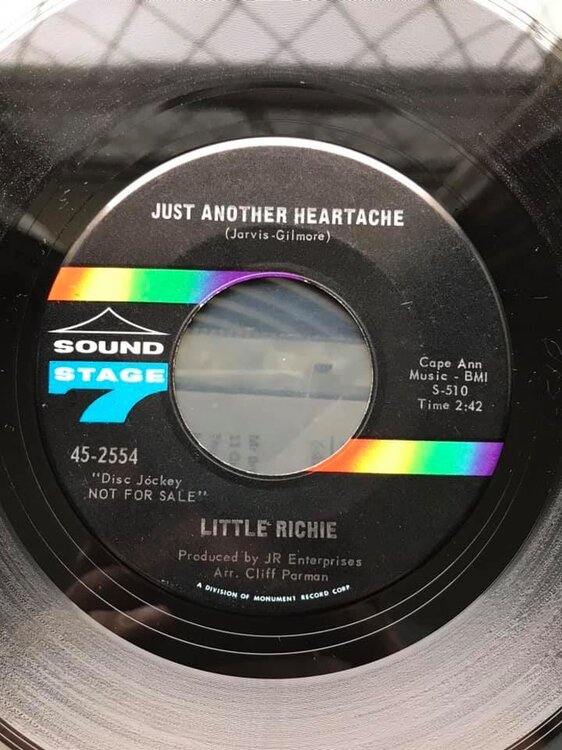 JUST ANOTHER HEARTACHE
(Jarvis-Gilmore)
SOUND
STAGE
7
Cape Ann
Music - BMI
S-510
Time 2:42
45-2554
"Disc Jóckey
NOT FOR SALE"
LITTLE RICHIE
Produced by JR Enterprises
Arr. Cliff Parman
A DIVISION OF MONUMENT RECORD CORP